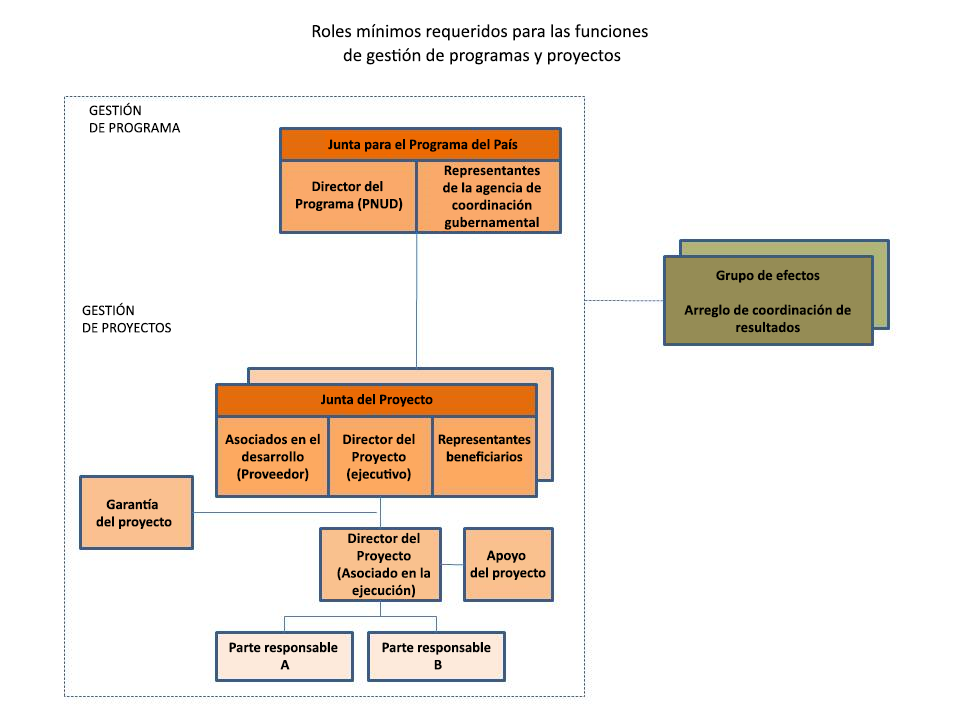 Roles mínimos requeridos para las funciones
de gestión de programas y proyectos
GESTIÓN
DE PROGRAMA
Junta para el Programa del País
Director del
Programa (PNUD)
Representantes
de la agencia de
coordinación
gubernamental
Grupo de efectos
Arreglo de coordinación de
resultados
GESTIÓN
DE PROYECTOS
Junta del Proyecto
Asociados en el
desarrollo
(Proveedor)
Director del
Proyecto
(ejecutivo)
Representantes
beneficiarios
Garantía
del proyecto
Director del
Proyecto
(Asociado en la
ejecución)
Apoyo
del proyecto
Parte responsable
A
Parte responsable
B